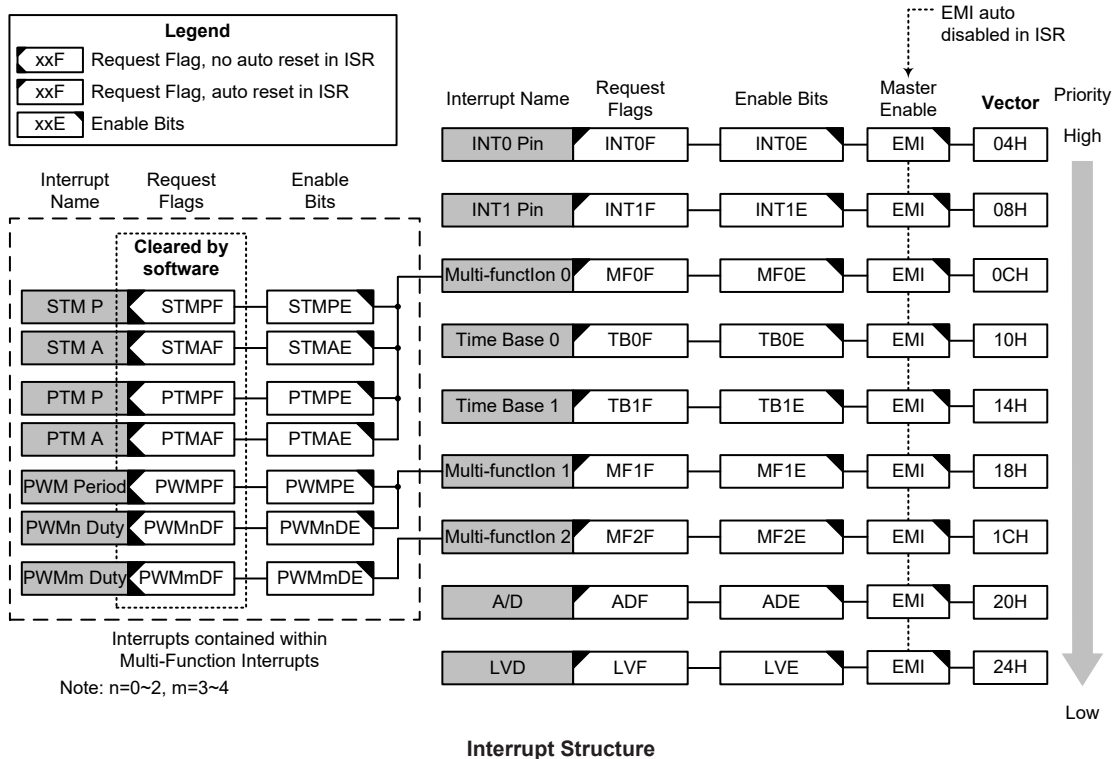 Legend
xxF Request Flag, no auto reset in ISR
xxF Request Flag, auto reset in ISR
xxE Enable Bits
EMI auto
disabled in ISR
Interrupt Name Request Flags Enable Bits Master Enable Vector Priority
High
INT0 Pin INT0F INT0E EMI 04H
INT1 Pin INT1F INT1E EMI 08H
Multi-functIon 0 MF0F MF0E EMI 0CH
Time Base 0 TB0F TB0E EMI 10H
Time Base 1 TB1F TB1E EMI 14H
Multi-functIon 1 MF1F MF1E EMI 18H
Multi-functIon 2 MF2F MF2E EMI 1CH
A/D ADF ADE EMI 20H
LVD LVF LVE EMI 24H
Low
Interrupt Name Request Flags Enable Bits
Cleared by
software
STM P STMPF STMPE
STM A STMAF STMAE
PTM P PTMPF PTMPE
PTM A PTMAF PTMAE
PWM Period PWMPF PWMPE
PWMn Duty PWMnDF PWMnDE
PWMm Duty PWMmDF PWMmDE
Interrupts contained within
Multi-Function Interrupts
Note: n=0~2, m=3~4
Interrupt Structure